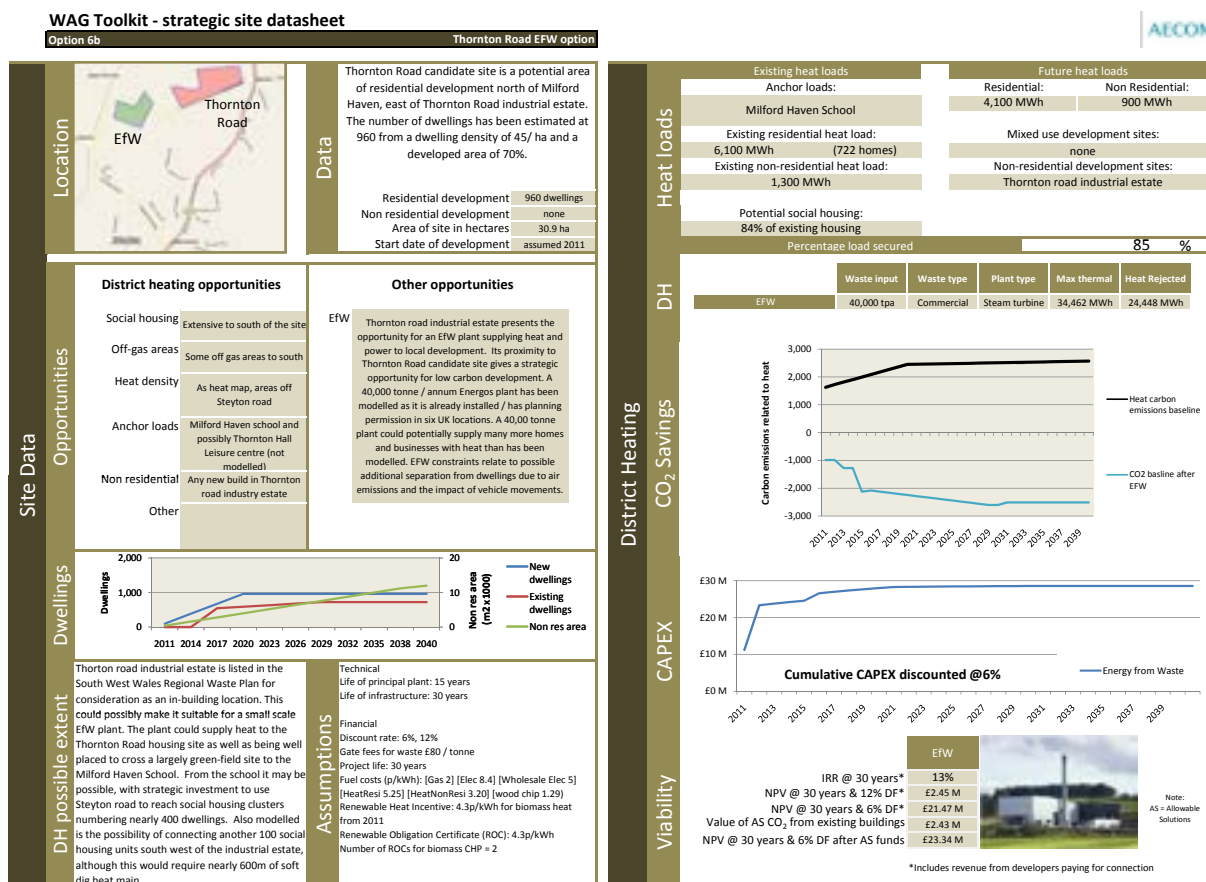 WAG Toolkit - strategic site datasheet
Option 6b
Thornton Road EFW option
AECOM
Site Data
Location
Thornton
Road
EfW
Data
Thornton Road candidate site is a potential area
of residential development north of Milford
Haven, east of Thornton Road industrial estate.
The number of dwellings has been estimated at
960 from a dwelling density of 45/ ha and a
developed area of 70%.
Residential development 960 dwellings
Non residential development none
Area of site in hectares 30.9 ha
Start date of development assumed 2011
Opportunities
District heating opportunities
Social housing Extensive to south of the site
Off-gas areas Some off gas areas to south
Heat density As heat map, areas off
Steyton road
Anchor loads Milford Haven school and
possibly Thornton Hall
Leisure centre (not
modelled)
Non residential Any new build in Thornton
road industry estate
Other
Other opportunities
EfW
Thornton road industrial estate presents the
opportunity for an EfW plant supplying heat and
power to local development. Its proximity to
Thornton Road candidate site gives a strategic
opportunity for low carbon development. A
40,000 tonne / annum Energos plant has been
modelled as it is already installed / has planning
permission in six UK locations. A 40,00 tonne
plant could potentially supply many more homes
and businesses with heat than has been
modelled. EFW constraints relate to possible
additional separation from dwellings due to air
emissions and the impact of vehicle movements.
Dwellings
Dwellings
2,000
1,000
0
20
10
0
Non res area
(m2 x1000)
2011 2014 2017 2020 2023 2026 2029 2032 2035 2038 2040
New
dwellings
Existing
dwellings
Non res area
DH possible extent
Thorton road industrial estate is listed in the
South West Wales Regional Waste Plan for
consideration as an in-building location. This
could possibly make it suitable for a small scale
EfW plant. The plant could supply heat to the
Thornton Road housing site as well as being well
placed to cross a largely green-field site to the
Milford Haven School. From the school it may be
possible, with strategic investment to use
Steyton road to reach social housing clusters
numbering nearly 400 dwellings. Also modelled
is the possibility of connecting another 100 social
housing units south west of the industrial estate,
although this would require nearly 600m of soft
dig heat main
Assumptions
Technical
Life of principal plant: 15 years
Life of infrastructure: 30 years
Financial
Discount rate: 6%, 12%
Gate fees for waste £80 / tonne
Project life: 30 years
Fuel costs (p/kWh): [Gas 2] [Elec 8.4] [Wholesale Elec 5]
[HeatResi 5.25] [HeatNonResi 3.20] [wood chip 1.29)
Renewable Heat Incentive: 4.3p/kWh for biomass heat
from 2011
Renewable Obligation Certificate (ROC): 4.3p/kWh
Number of ROCs for biomass CHP = 2
District Heating
Heat loads
Existing heat loads
Anchor loads:
Milford Haven School
Existing residential heat load:
6,100 MWh (722 homes)
Existing non-residential heat load:
1,300 MWh
Potential social housing:
84% of existing housing
Future heat loads
Residential: Non Residential:
4,100 MWh 900 MWh
Mixed use development sites:
none
Non-residential development sites:
Thornton road industrial estate
Percentage load secured 85 %
DH
Waste input Waste type Plant type Max thermal Heat Rejected
EFW 40,000 tpa Commercial Steam turbine 34,462 MWh 24,448 MWh
CO2 Savings
Carbon emissions related to heat
3,000
2,000
1,000
0
-1,000
-2,000
-3,000
2011 2013 2015 2017 2019 2021 2023 2025 2027 2029 2031 2033 2035 2037 2039
Heat carbon
emissions baseline
CO2 basline after
EFW
CAPEX
£30 M
£20 M
£10 M
£0 M
Cumulative CAPEX discounted @6%
Energy from Waste
2011 2013 2015 2017 2019 2021 2023 2025 2027 2029 2031 2033 2035 2037 2039
Viability
EfW
IRR @ 30 years* 13%
NPV @ 30 years & 12% DF* £2.45 M
NPV @ 30 years & 6% DF* £21.47 M
Value of AS CO2 from existing buildings £2.43 M
NPV @ 30 years & 6% DF after AS funds £23.34 M
Note:
AS = Allowable
Solutions
*Includes revenue from developers paying for connection